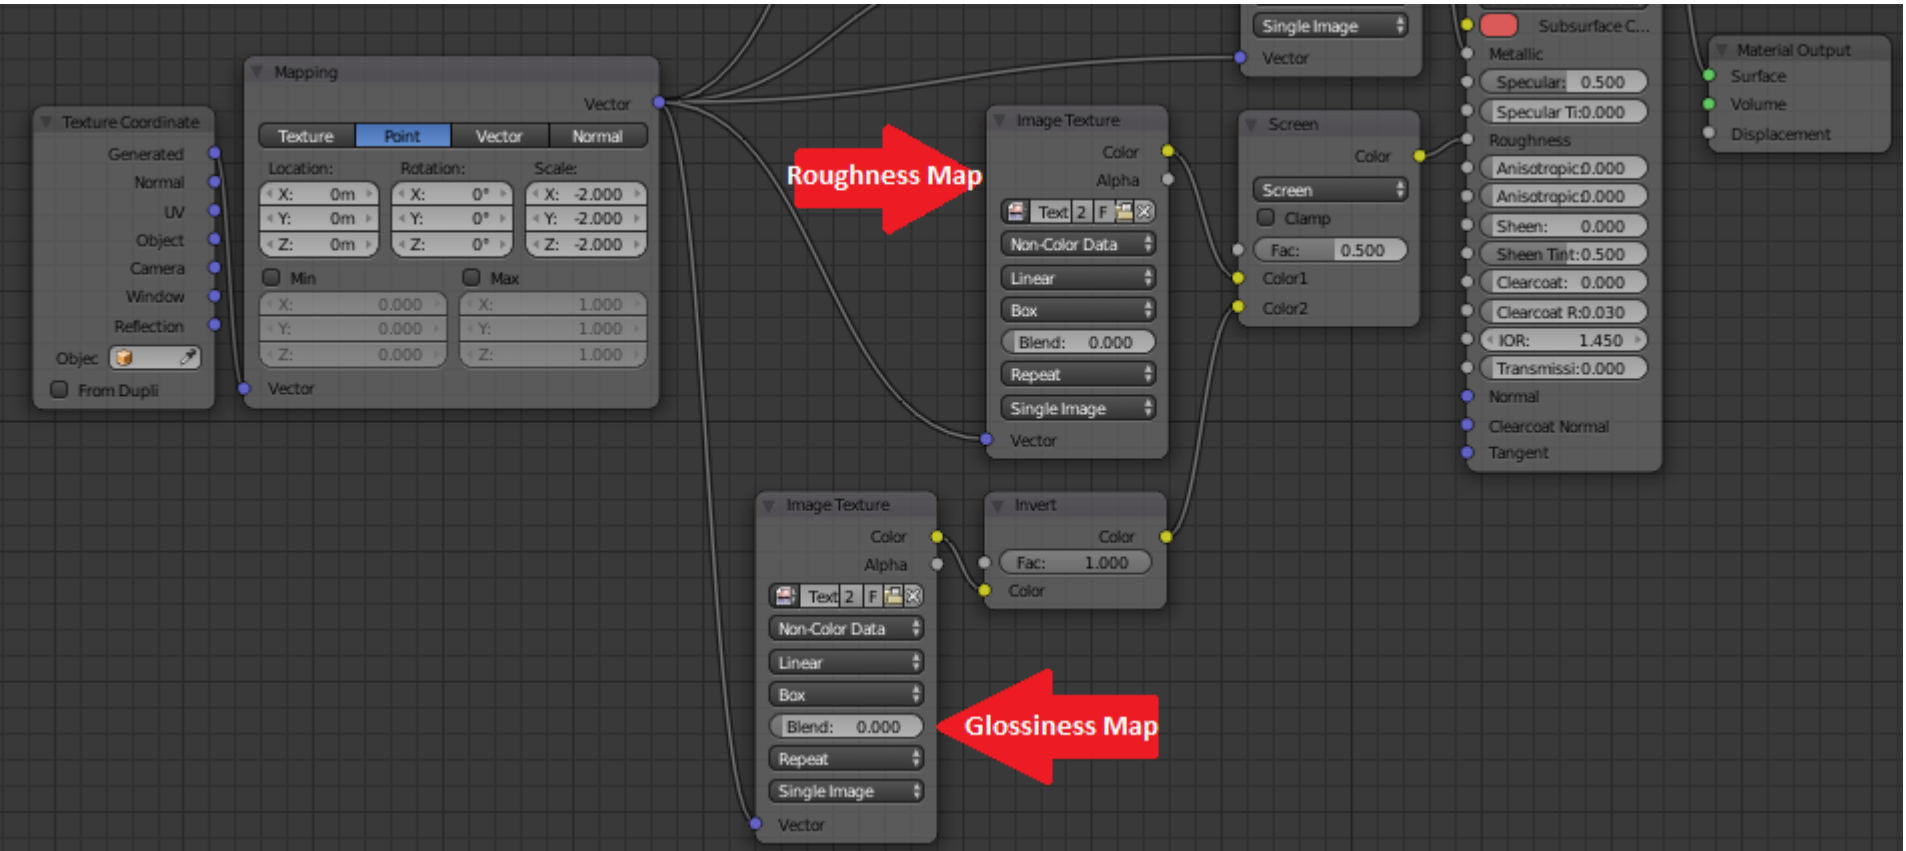 Texture Coordinate
Generated
Normal
UV
Object
Camera
Window
Reflection
Objec
From Dupli
Mapping
Vector
Texture Point Vector Normal
Location: Rotation: Scale:
X: 0m X: 0° X: -2.000
Y: 0m Y: 0° Y: -2.000
Z: 0m Z: 0° Z: -2.000
Min Max
X: 0.000 X: 1.000
Y: 0.000 Y: 1.000
Z: 0.000 Z: 1.000
Vector
Single Image
Vector
Roughness Map
Image Texture
Color
Alpha
Text 2 F
Non-Color Data
Linear
Box
Blend: 0.000
Repeat
Single Image
Vector
Image Texture
Color
Alpha
Text 2 F
Non-Color Data
Linear
Box
Blend: 0.000
Repeat
Single Image
Vector
Glossiness Map
Invert
Color
Fac: 1.000
Color
Screen
Color
Screen
Clamp
Fac: 0.500
Color1
Color2
Subsurface C...
Metallic
Specular: 0.500
Specular Ti:0.000
Roughness
Anisotropic:0.000
Anisotropic:0.000
Sheen: 0.000
Sheen Tint:0.500
Clearcoat: 0.000
Clearcoat R:0.030
IOR: 1.450
Transmissi:0.000
Normal
Clearcoat Normal
Tangent
Material Output
Surface
Volume
Displacement